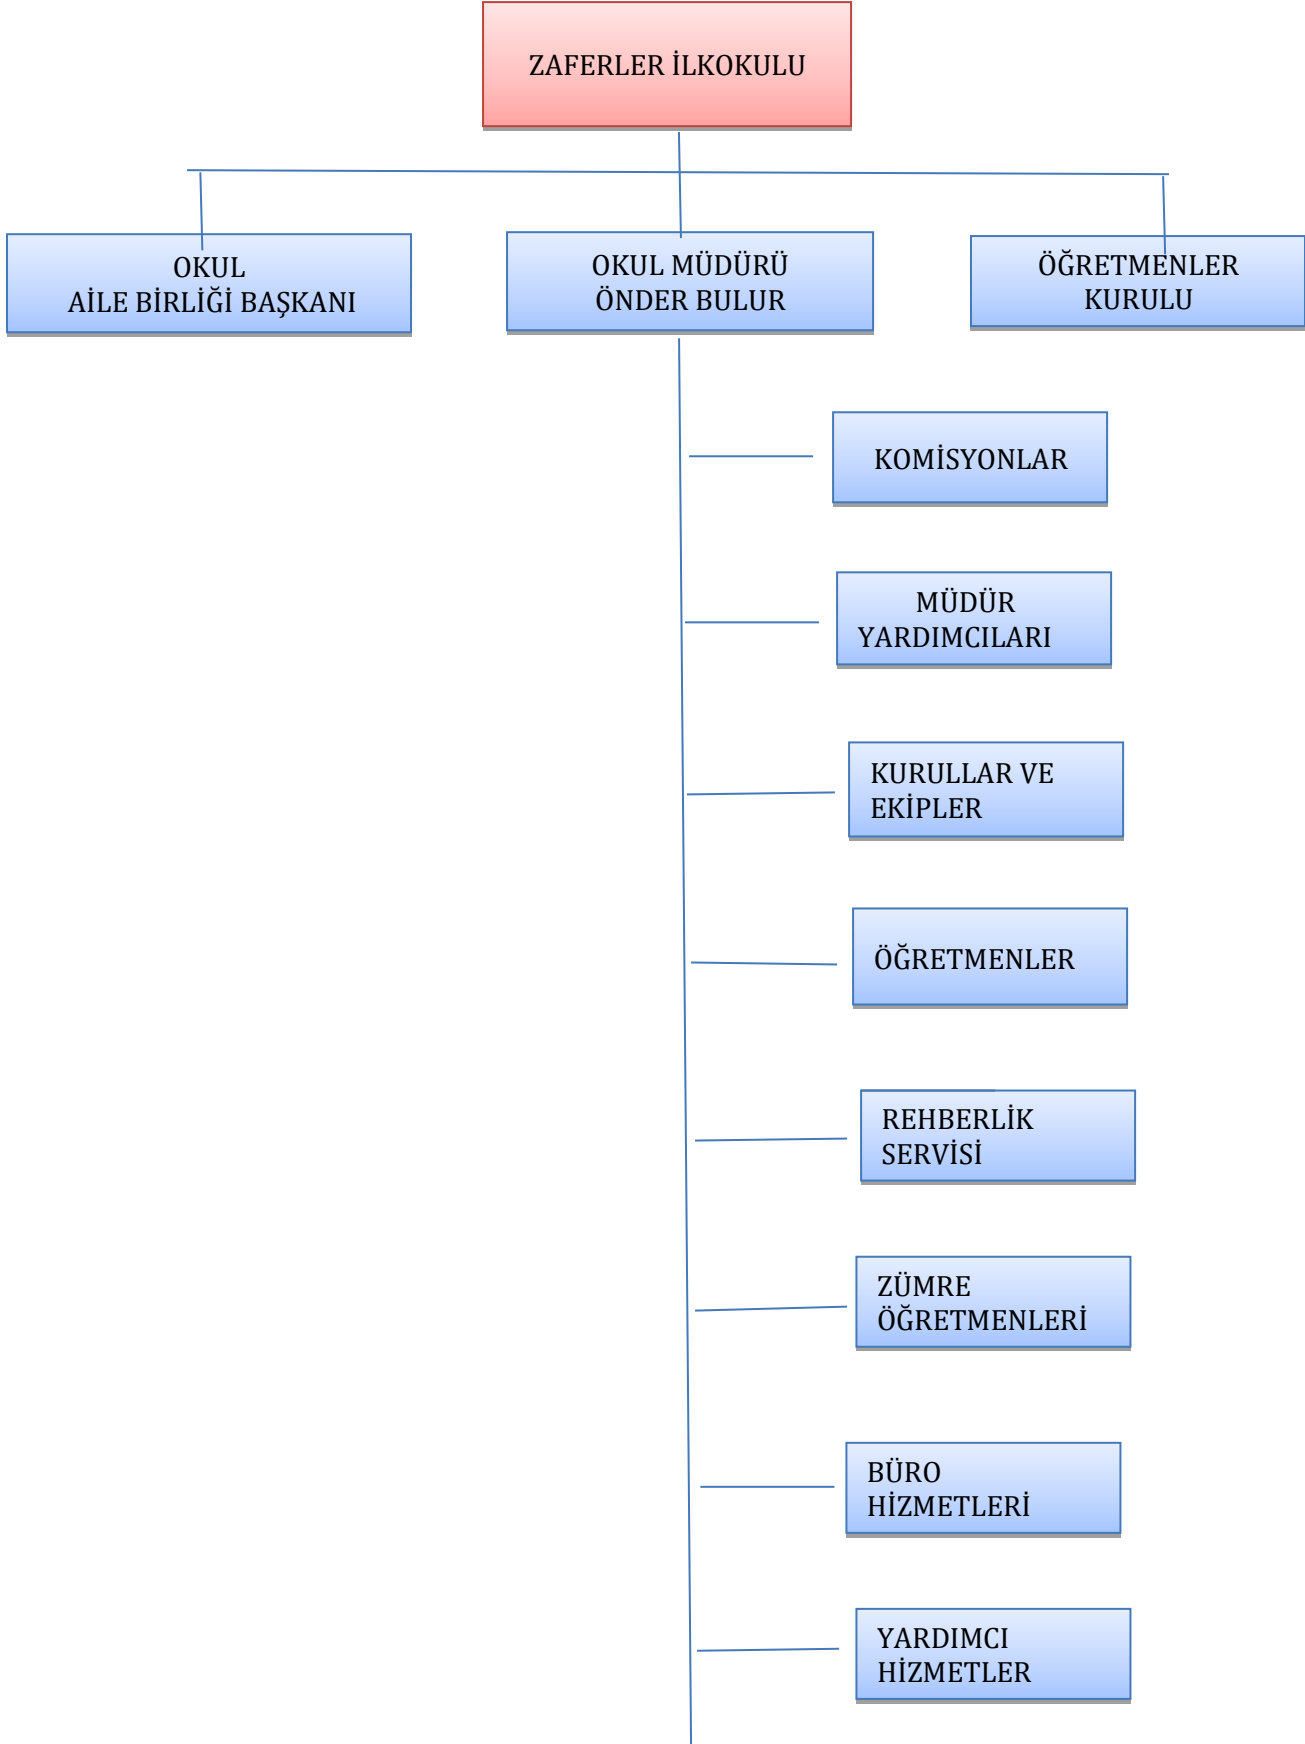 ZAFERLER İLKOKULU
OKUL
AİLE BİRLİĞİ BAŞKANI
OKUL MÜDÜRÜ
ÖNDER BULUR
ÖĞRETMENLER
KURULU
KOMİSYONLAR
MÜDÜR
YARDIMCILARI
KURULLAR VE
EKİPLER
ÖĞRETMENLER
REHBERLİK
SERVİSİ
ZÜMRE
ÖĞRETMENLERİ
BÜRO
HİZMETLERİ
YARDIMCI
HİZMETLER